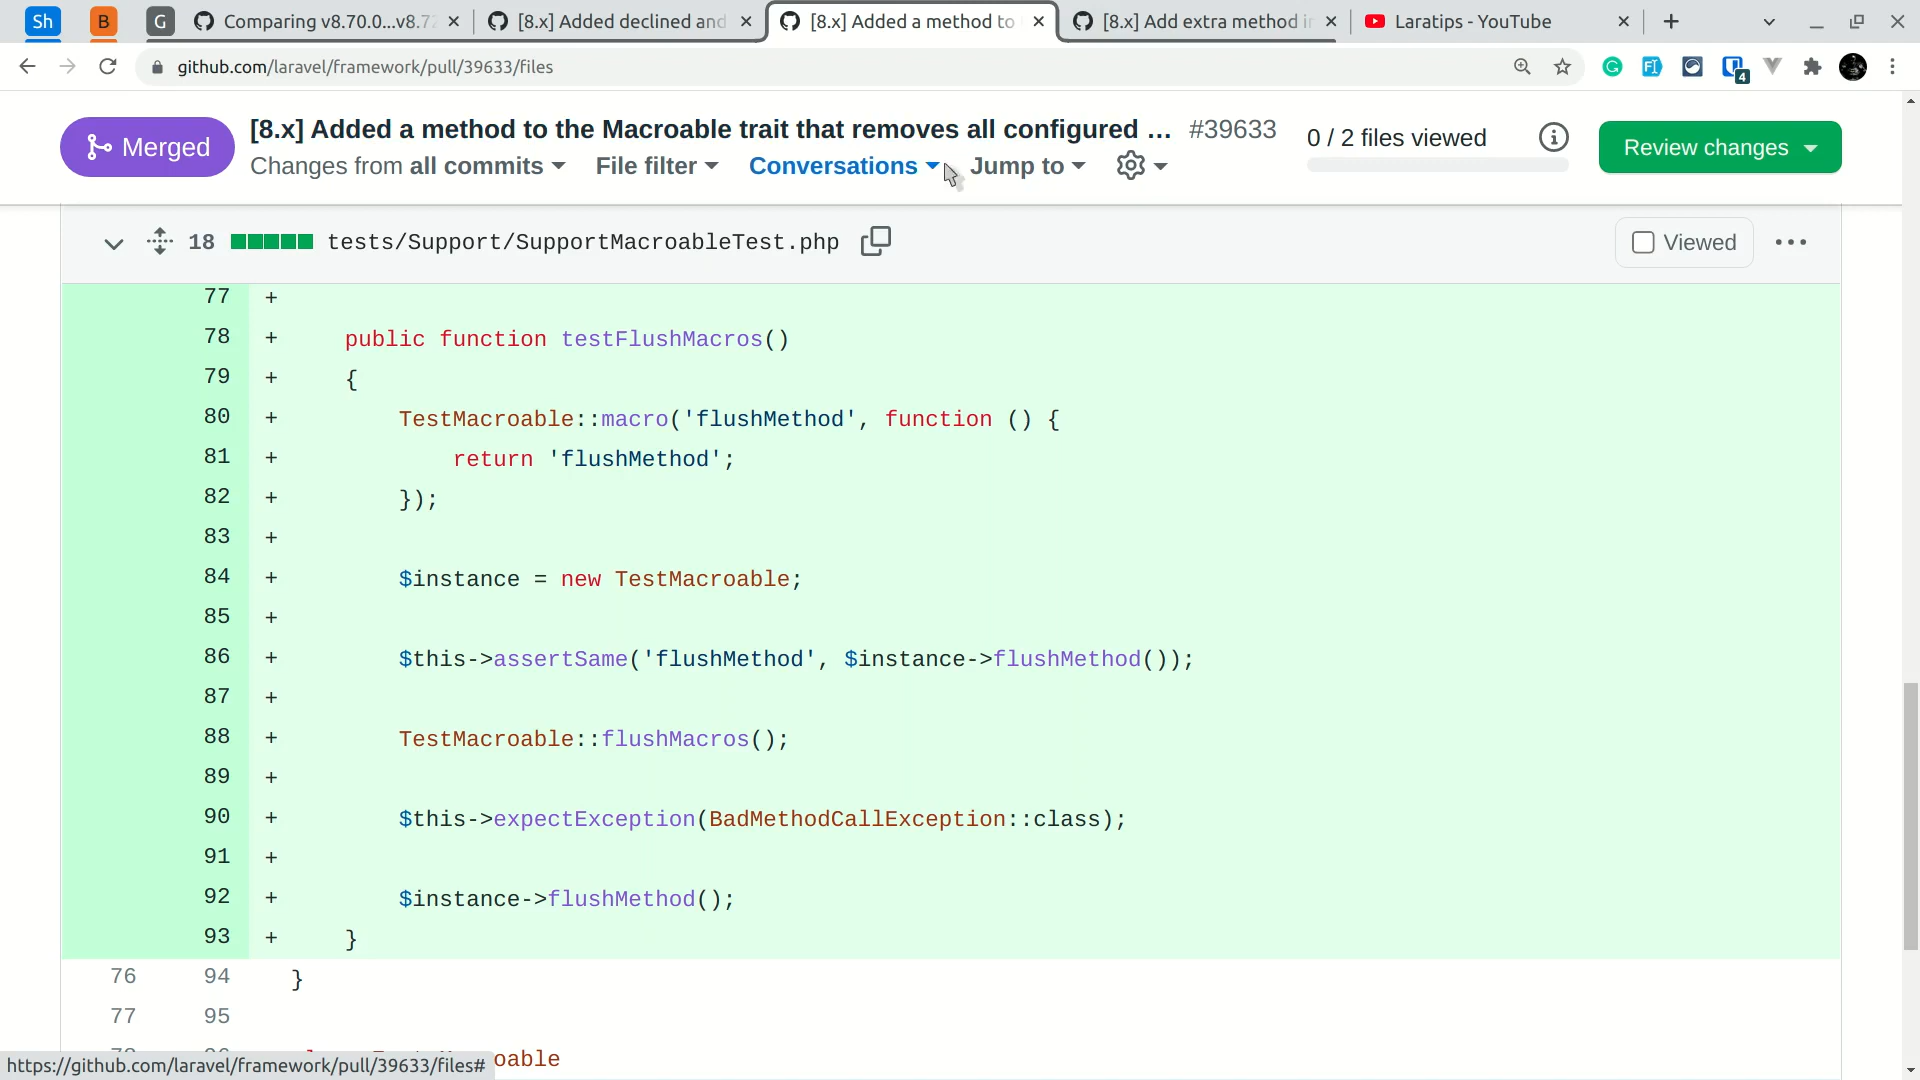 Sh
B
G
Comparing v8.70.0...v8.72
[8.x] Added declined and
[8.x] Added a method to
[8.x] Add extra method in
Laratips - YouTube
github.com/laravel/framework/pull/39633/files
4
Merged
[8.x] Added a method to the Macroable trait that removes all configured ... #39633
Changes from all commits
File filter
Conversations
Jump to
0 / 2 files viewed
Review changes
18 tests/Support/SupportMacroableTest.php
Viewed
77 +
78 + public function testFlushMacros()
79 + {
80 + TestMacroable::macro('flushMethod', function () {
81 + return 'flushMethod';
82 + });
83 +
84 + $instance = new TestMacroable;
85 +
86 + $this->assertSame('flushMethod', $instance->flushMethod());
87 +
88 + TestMacroable::flushMacros();
89 +
90 + $this->expectException(BadMethodCallException::class);
91 +
92 + $instance->flushMethod();
93 + }
76 94 }
77 95
oable
https://github.com/laravel/framework/pull/39633/files#